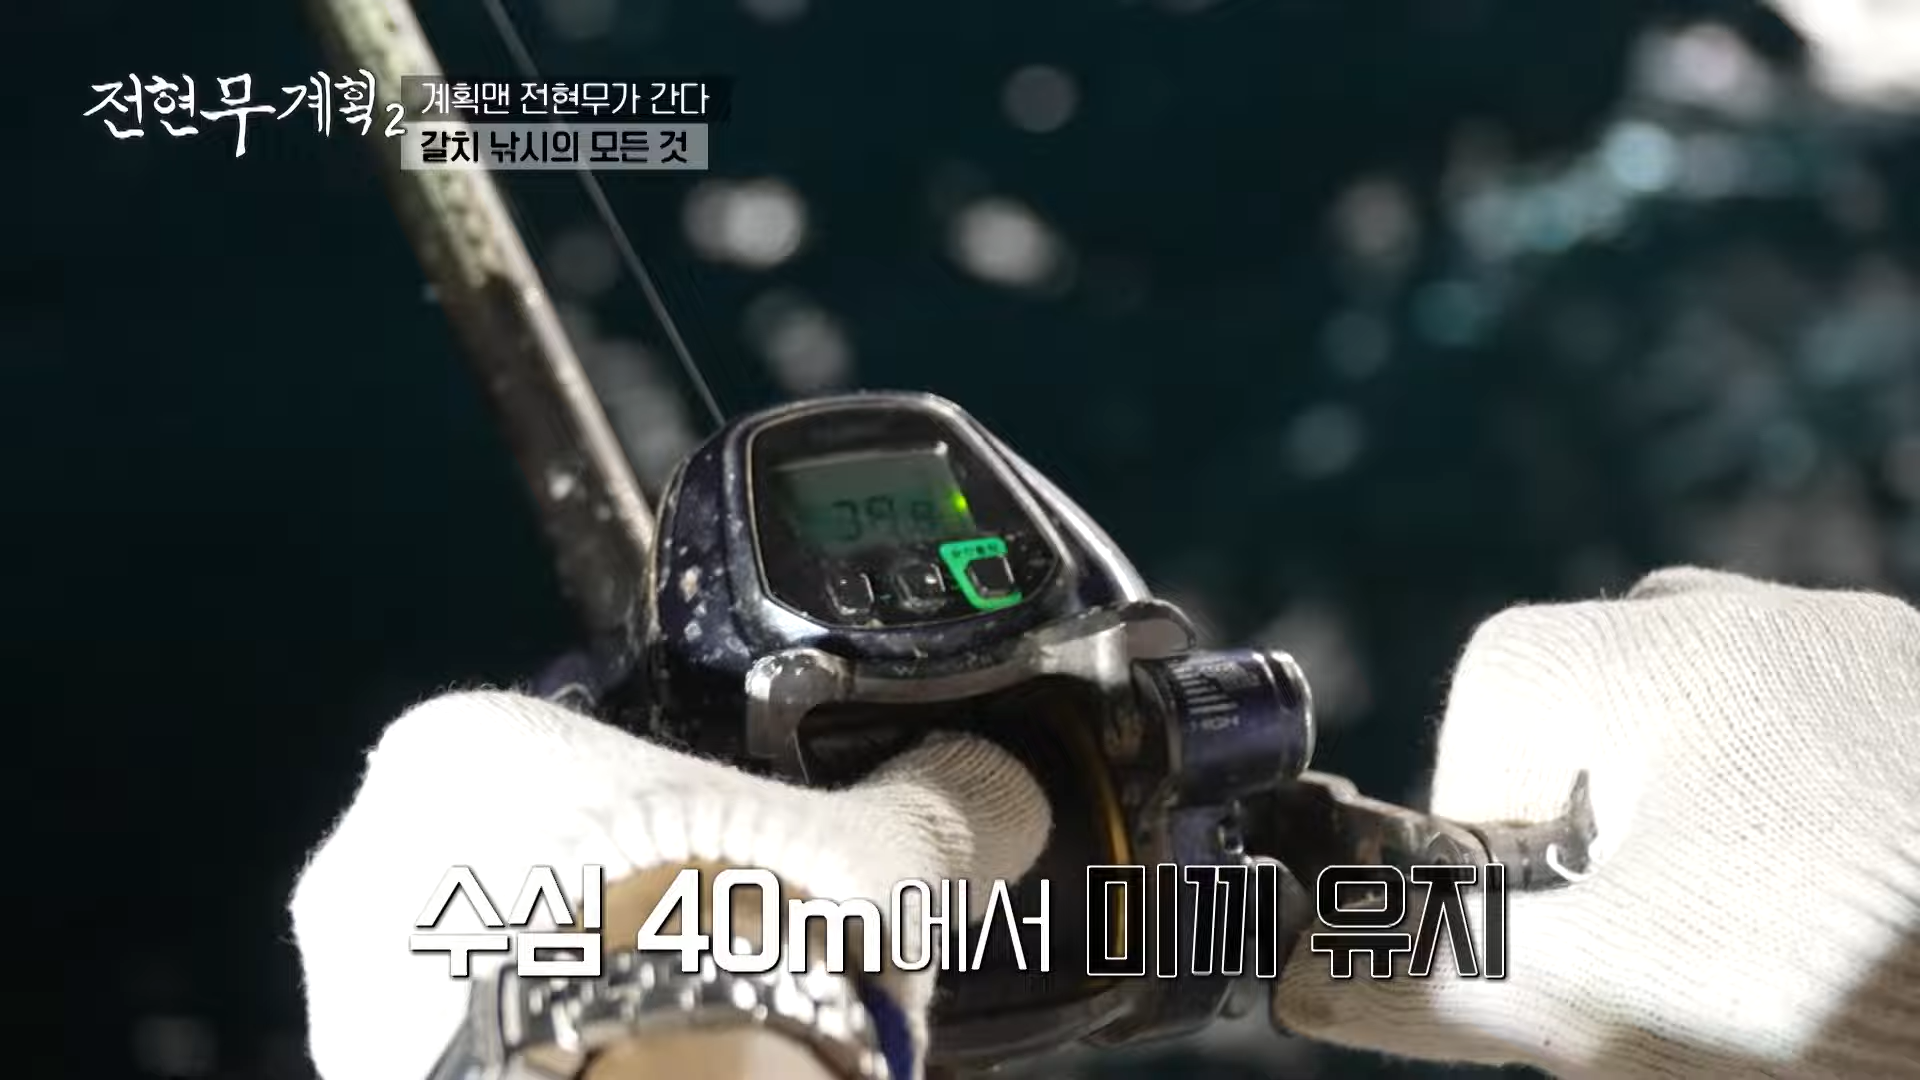 전현무계획2
계획맨 전현무가 간다
갈치 낚시의 모든 것
HIGH
수심 40m에서 미끼 유지